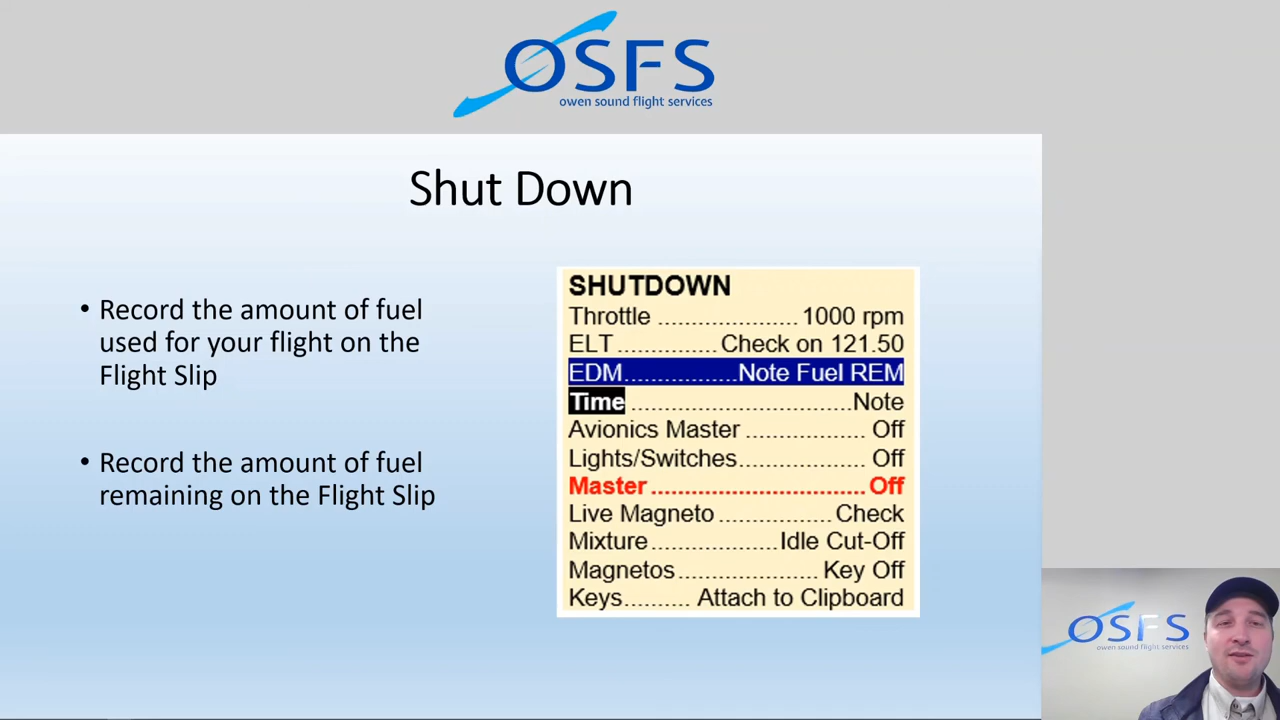 OSFS
owen sound flight services
Shut Down
• Record the amount of fuel
used for your flight on the
Flight Slip
• Record the amount of fuel
remaining on the Flight Slip
SHUTDOWN
Throttle ..................... 1000 rpm
ELT ............... Check on 121.50
EDM.................Note Fuel REM
Time .................................Note
Avionics Master .................. Off
Lights/Switches................... Off
Master ................................ Off
Live Magneto .................Check
Mixture...................Idle Cut-Off
Magnetos..................... Key Off
Keys.......... Attach to Clipboard
OSFS
owen sound flight services